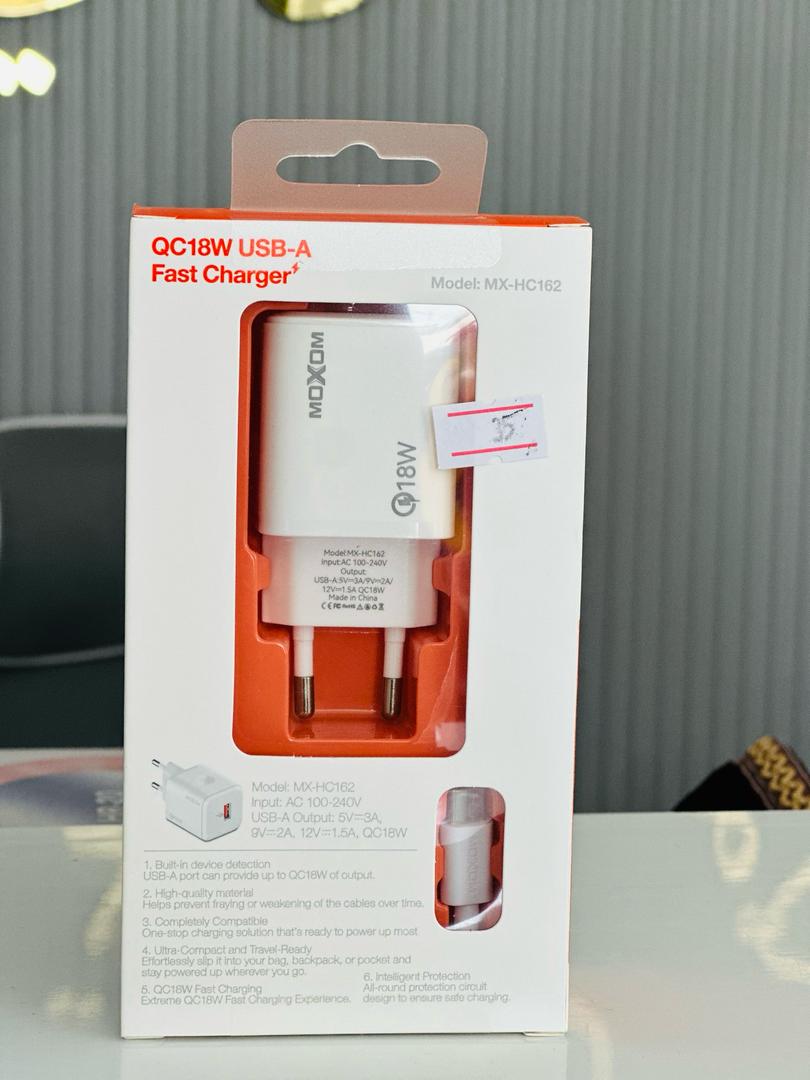 QC18W USB-A
Fast Charger
Model: MX-HC162
MOXOM
Q18W
35
Model:MX-HC162
Input:AC 100-240V
Output:
USB-A:5V⎓3A/9V⎓2A/
12V⎓1.5A QC18W
Made in China
CE FC RoHS
Model: MX-HC162
Input: AC 100-240V
USB-A Output: 5V⎓3A,
9V⎓2A, 12V⎓1.5A, QC18W
MOXOM
1. Built-in device detection
USB-A port can provide up to QC18W of output.
2. High-quality material
Helps prevent fraying or weakening of the cables over time.
3. Completely Compatible
One-stop charging solution that's ready to power up most
4. Ultra-Compact and Travel-Ready
Effortlessly slip it into your bag, backpack, or pocket and
stay powered up wherever you go.
5. QC18W Fast Charging
Extreme QC18W Fast Charging Experience.
6. Intelligent Protection
All-round protection circuit
design to ensure safe charging.